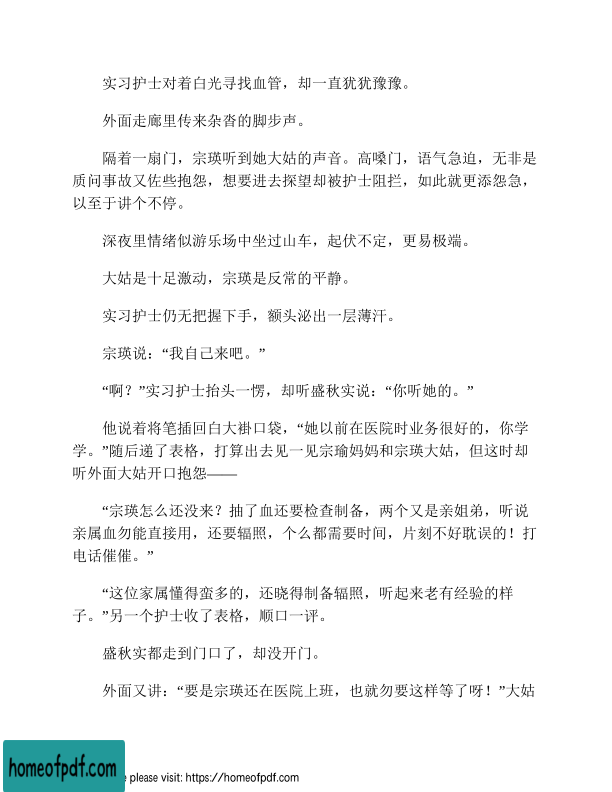 实习护士对着白光寻找血管，却一直犹犹豫豫。
外面走廊里传来杂沓的脚步声。
隔着一扇门，宗瑛听到她大姑的声音。高嗓门，语气急迫，无非是
质问事故又佐些抱怨，想要进去探望却被护士阻拦，如此就更添怨急，
以至于讲个不停。
深夜里情绪似游乐场中坐过山车，起伏不定，更易极端。
大姑是十足激动，宗瑛是反常的平静。
实习护士仍无把握下手，额头泌出一层薄汗。
宗瑛说：“我自己来吧。”
“啊？”实习护士抬头一愣，却听盛秋实说：“你听她的。”
他说着将笔插回白大褂口袋，“她以前在医院时业务很好的，你学
学。”随后递了表格，打算出去见一见宗瑜妈妈和宗瑛大姑，但这时却
听外面大姑开口抱怨——
“宗瑛怎么还没来？抽了血还要检查制备，两个又是亲姐弟，听说
亲属血勿能直接用，还要辐照，个么都需要时间，片刻不好耽误的！打
电话催催。”
“这位家属懂得蛮多的，还晓得制备辐照，听起来老有经验的样
子。”另一个护士收了表格，顺口一评。
盛秋实都走到门口了，却没开门。
外面又讲：“要是宗瑛还在医院上班，也就勿要这样等了呀！”大姑
homeofpdf.com
e please visit: https://homeofpdf.com